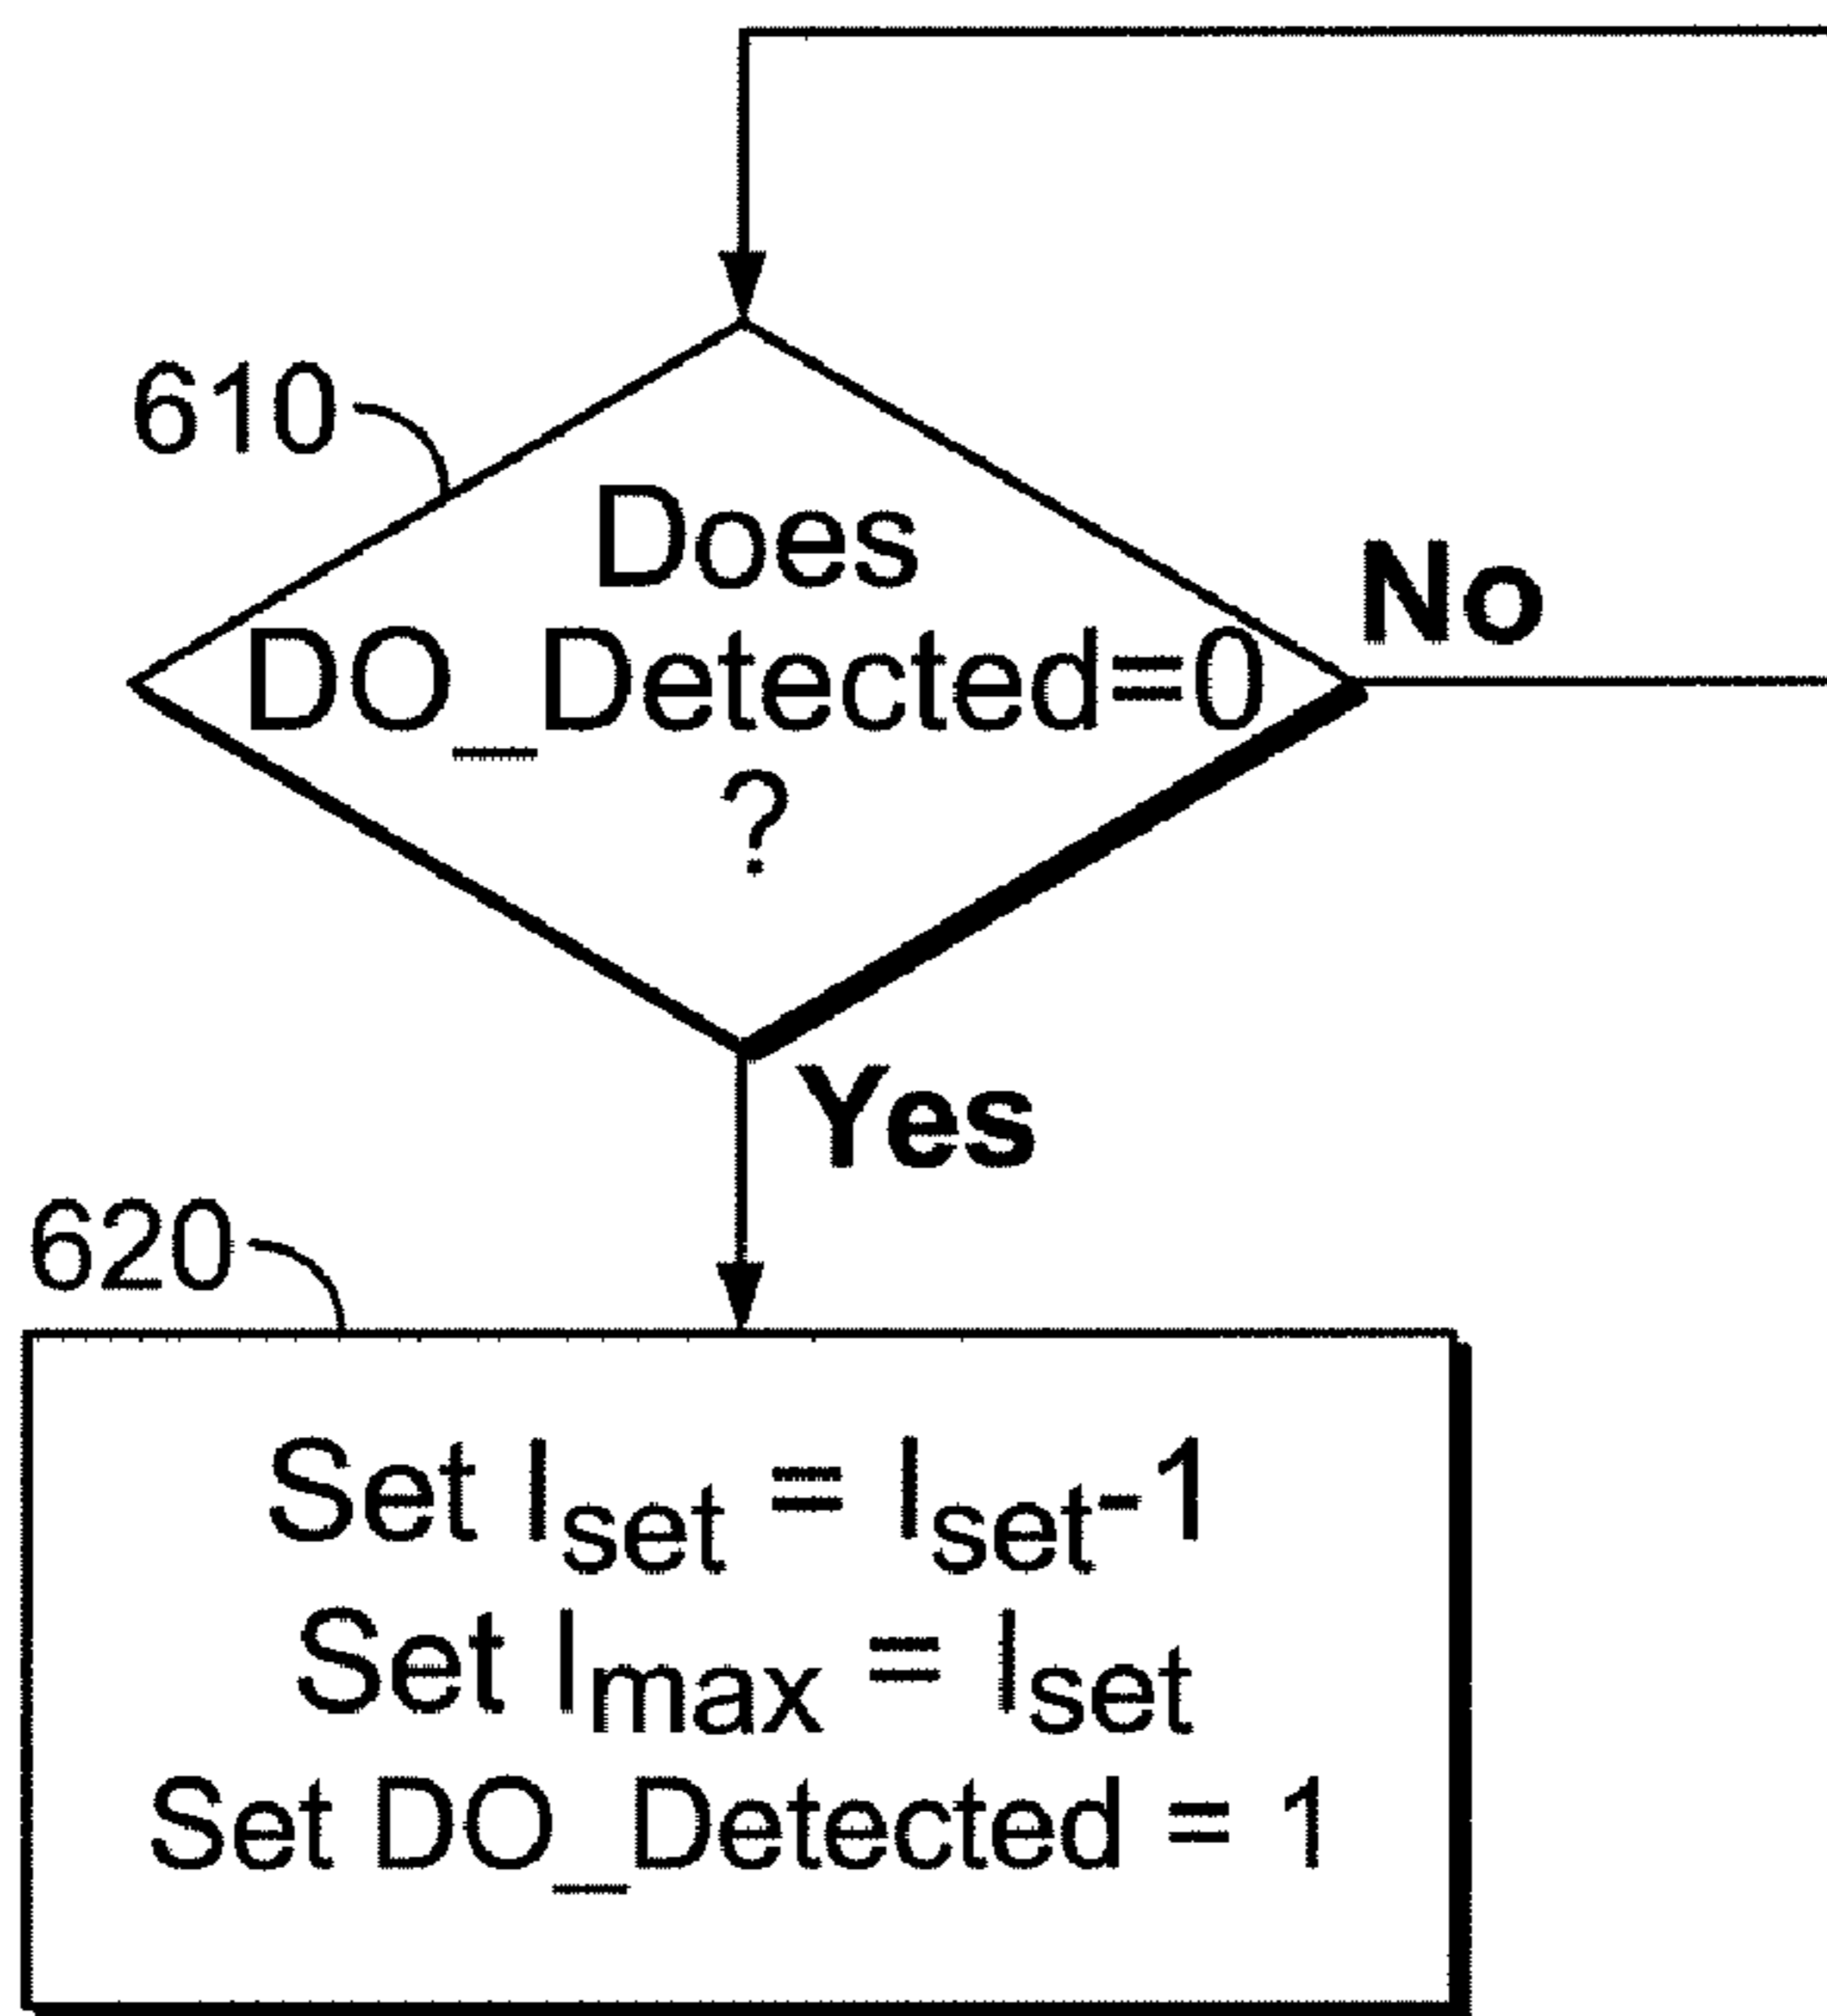 610
Does
DO_Detected=0
?
No
Yes
620
Set Iset = Iset-1
Set Imax = Iset
Set DO_Detected = 1